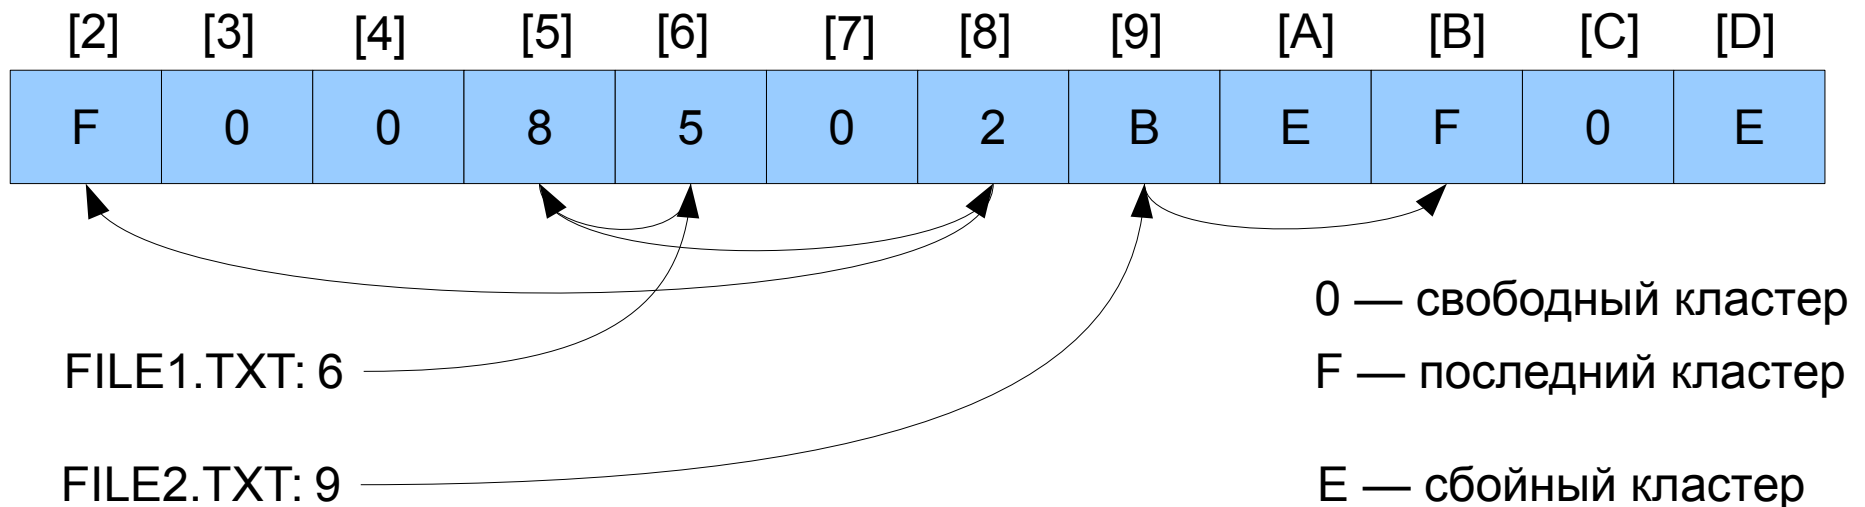 [2] [3] [4] [5] [6] [7] [8] [9] [A] [B] [C] [D]
F 0 0 8 5 0 2 B E F 0 E
0 — свободный кластер
FILE1.TXT: 6
F — последний кластер
FILE2.TXT: 9
E — сбойный кластер